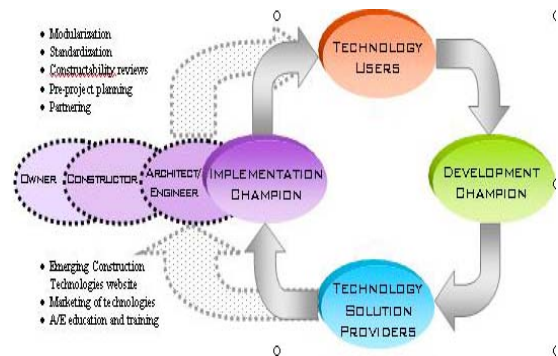 • Modularization
• Standardization
• Constructability reviews
• Pre-project planning
• Partnering
TECHNOLOGY
USERS
OWNER
CONSTRUCTOR
ARCHITECT/
ENGINEER
IMPLEMENTATION
CHAMPION
DEVELOPMENT
CHAMPION
• Emerging Construction
Technologies website
• Marketing of technologies
• A/E education and training
TECHNOLOGY
SOLUTION
PROVIDERS